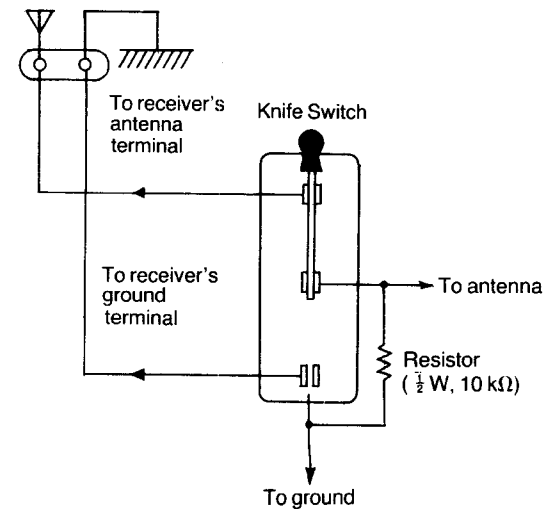 To receiver's
antenna
terminal
Knife Switch
To receiver's
ground
terminal
To antenna
Resistor
( ½ W, 10 kΩ)
To ground